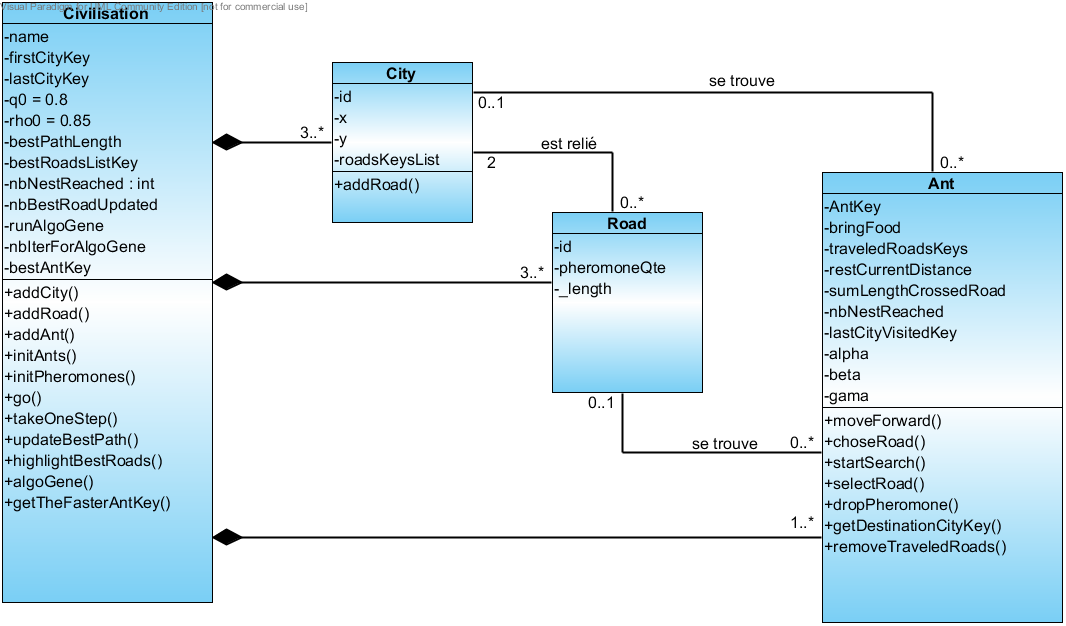 Visual Paradigm for UML Community Edition [not for commercial use]
Civilisation
-name
-firstCityKey
-lastCityKey
-q0 = 0.8
-rho0 = 0.85
-bestPathLength
-bestRoadsListKey
-nbNestReached : int
-nbBestRoadUpdated
-runAlgoGene
-nbIterForAlgoGene
-bestAntKey
+addCity()
+addRoad()
+addAnt()
+initAnts()
+initPheromones()
+go()
+takeOneStep()
+updateBestPath()
+highlightBestRoads()
+algoGene()
+getTheFasterAntKey()
3..*
City
-id
-x
-y
-roadsKeysList
+addRoad()
0..1
se trouve
0..*
2
est relié
0..*
3..*
Road
-id
-pheromoneQte
-_length
0..1
se trouve
0..*
1..*
Ant
-AntKey
-bringFood
-traveledRoadsKeys
-restCurrentDistance
-sumLengthCrossedRoad
-nbNestReached
-lastCityVisitedKey
-alpha
-beta
-gama
+moveForward()
+choseRoad()
+startSearch()
+selectRoad()
+dropPheromone()
+getDestinationCityKey()
+removeTraveledRoads()